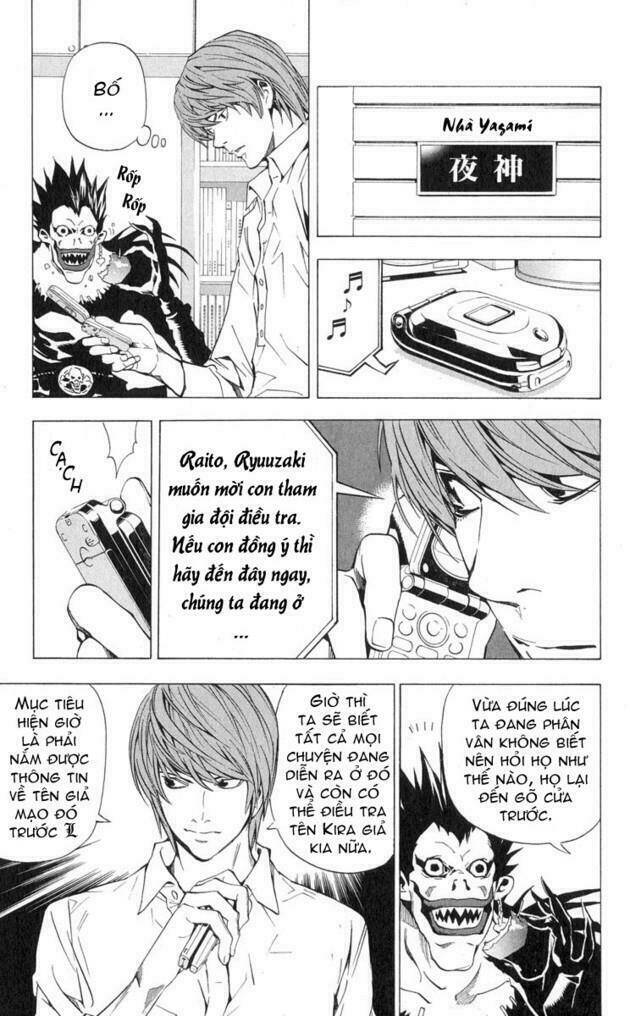 Nhà Yagami
夜神
BỐ
...
Rốp
Rốp
Raito, Ryuuzaki
muốn mời con tham
gia đội điều tra.
Nếu con đồng ý thì
hãy đến đây ngay,
chúng ta đang ở
...
CẠCH
VỪA ĐÚNG LÚC
TA ĐANG PHÂN
VÂN KHÔNG BIẾT
NÊN HỎI HỌ NHƯ
THẾ NÀO, HỌ LẠI
ĐẾN GÕ CỬA
TRƯỚC.
GIỜ THÌ
TA SẼ BIẾT
TẤT CẢ MỌI
CHUYỆN ĐANG
DIỄN RA Ở ĐÓ
VÀ CÒN CÓ
THỂ ĐIỀU TRA
TÊN KIRA GIẢ
KIA NỮA.
MỤC TIÊU
HIỆN GIỜ
LÀ PHẢI
NẮM ĐƯỢC
THÔNG TIN
VỀ TÊN GIẢ
MẠO ĐÓ
TRƯỚC L